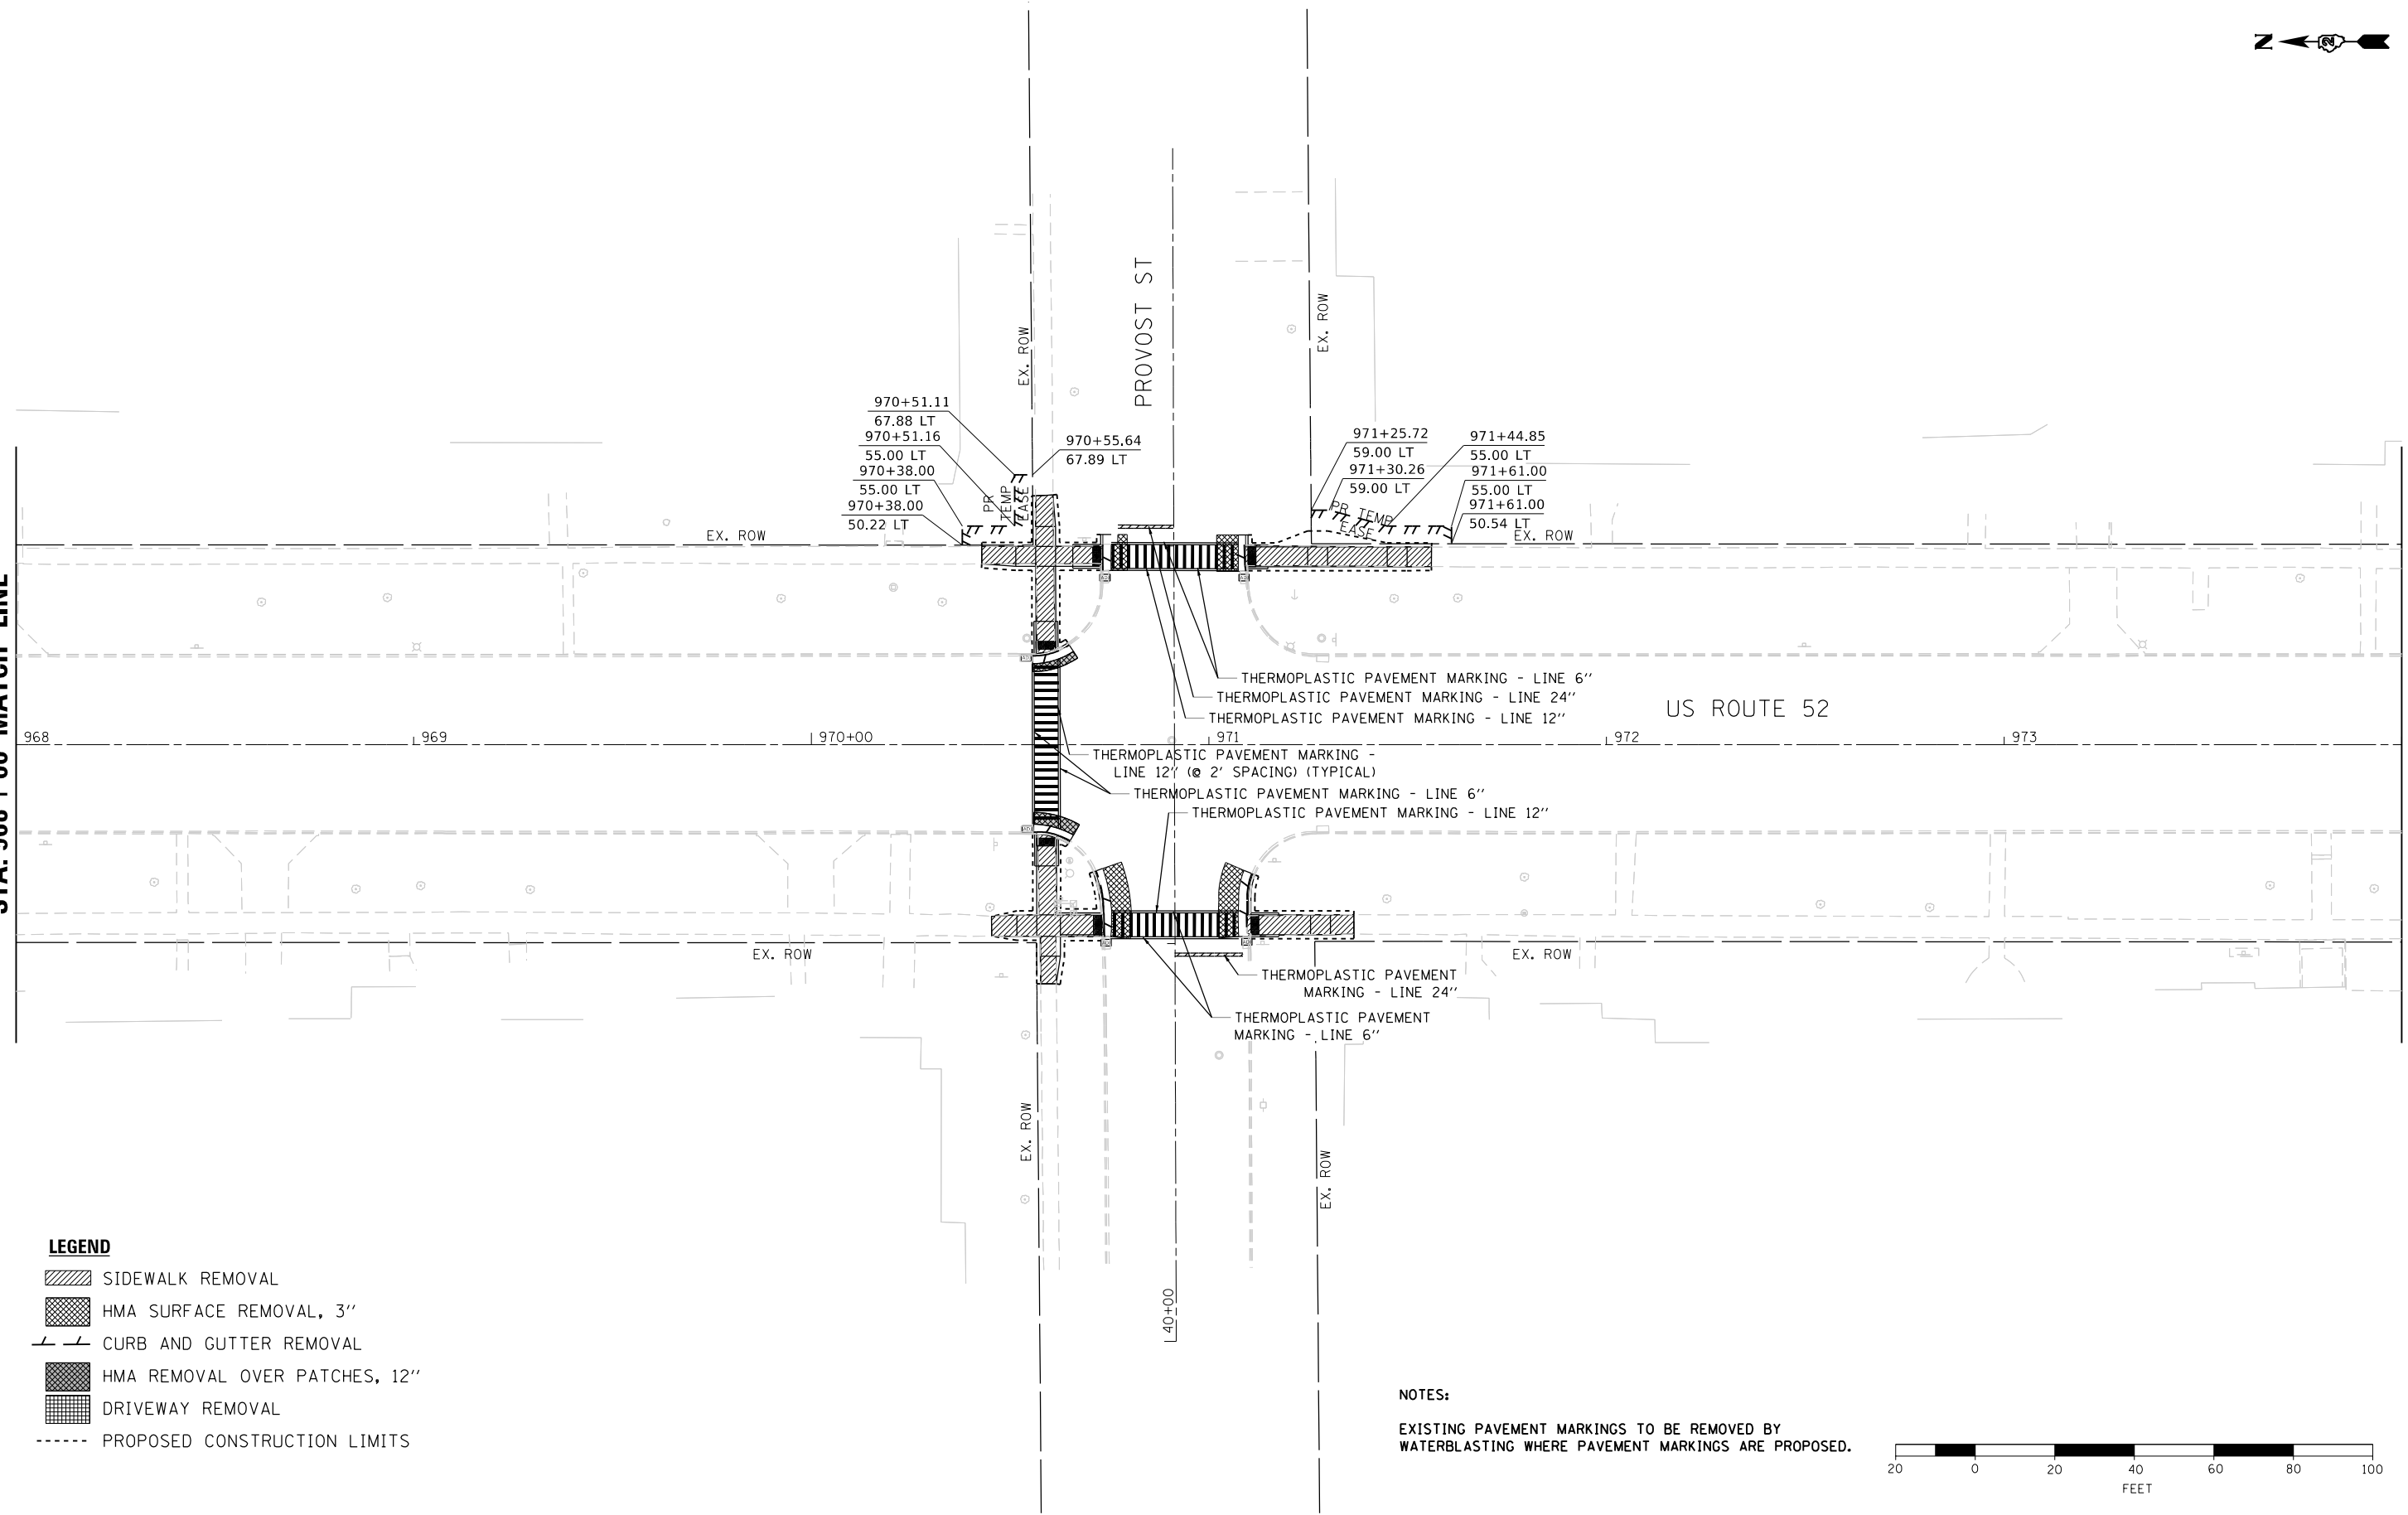 N
PROVOST ST
EX. ROW
EX. ROW
970+51.11
67.88 LT
970+51.16
55.00 LT
970+38.00
55.00 LT
970+38.00
50.22 LT
970+55.64
67.89 LT
PR
TEMP
EASE
971+25.72
59.00 LT
971+30.26
59.00 LT
971+44.85
55.00 LT
971+61.00
55.00 LT
971+61.00
50.54 LT
PR TEMP
EASE
EX. ROW
EX. ROW
THERMOPLASTIC PAVEMENT MARKING - LINE 6"
THERMOPLASTIC PAVEMENT MARKING - LINE 24"
THERMOPLASTIC PAVEMENT MARKING - LINE 12"
US ROUTE 52
968
969
970+00
971
972
973
THERMOPLASTIC PAVEMENT MARKING -
LINE 12" (@ 2' SPACING) (TYPICAL)
THERMOPLASTIC PAVEMENT MARKING - LINE 6"
THERMOPLASTIC PAVEMENT MARKING - LINE 12"
EX. ROW
EX. ROW
THERMOPLASTIC PAVEMENT
MARKING - LINE 24"
THERMOPLASTIC PAVEMENT
MARKING - LINE 6"
EX. ROW
EX. ROW
40+00
LEGEND
SIDEWALK REMOVAL
HMA SURFACE REMOVAL, 3"
CURB AND GUTTER REMOVAL
HMA REMOVAL OVER PATCHES, 12"
DRIVEWAY REMOVAL
PROPOSED CONSTRUCTION LIMITS
NOTES:
EXISTING PAVEMENT MARKINGS TO BE REMOVED BY
WATERBLASTING WHERE PAVEMENT MARKINGS ARE PROPOSED.
20 0 20 40 60 80 100
FEET